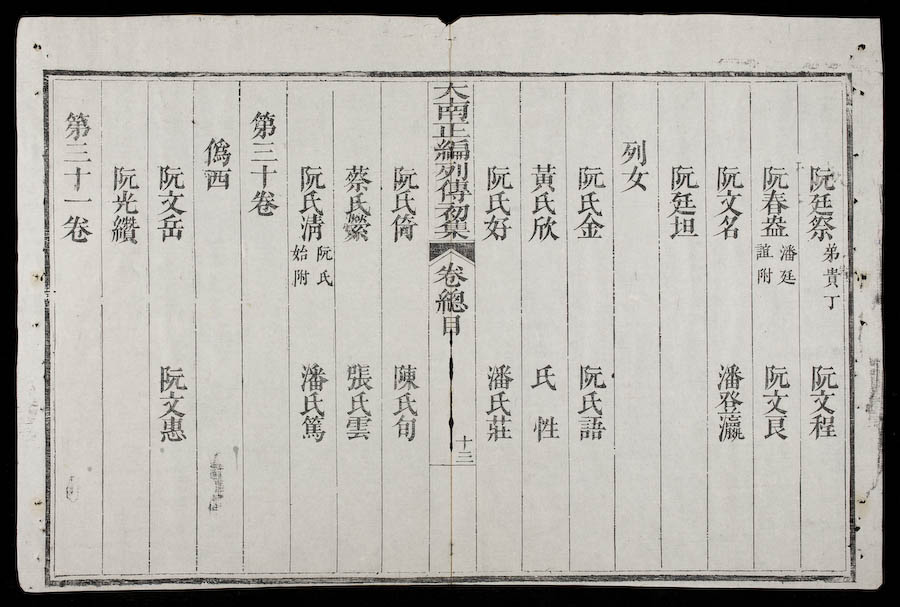 阮廷祭 弟貴丁 阮文程
阮春盎 潘廷誼附 阮文良
阮文名 潘登瀛
阮廷坦
列女
阮氏金 阮氏語
黃氏欣 氏性
阮氏好 潘氏莊
大南正編列傳初集 卷總目 十三
阮氏 陳氏旬
蔡氏縈 張氏雲
阮氏淸 阮氏始附 潘氏篤
第三十卷
僞西
阮文岳 阮文惠
阮光纘
第三十一卷